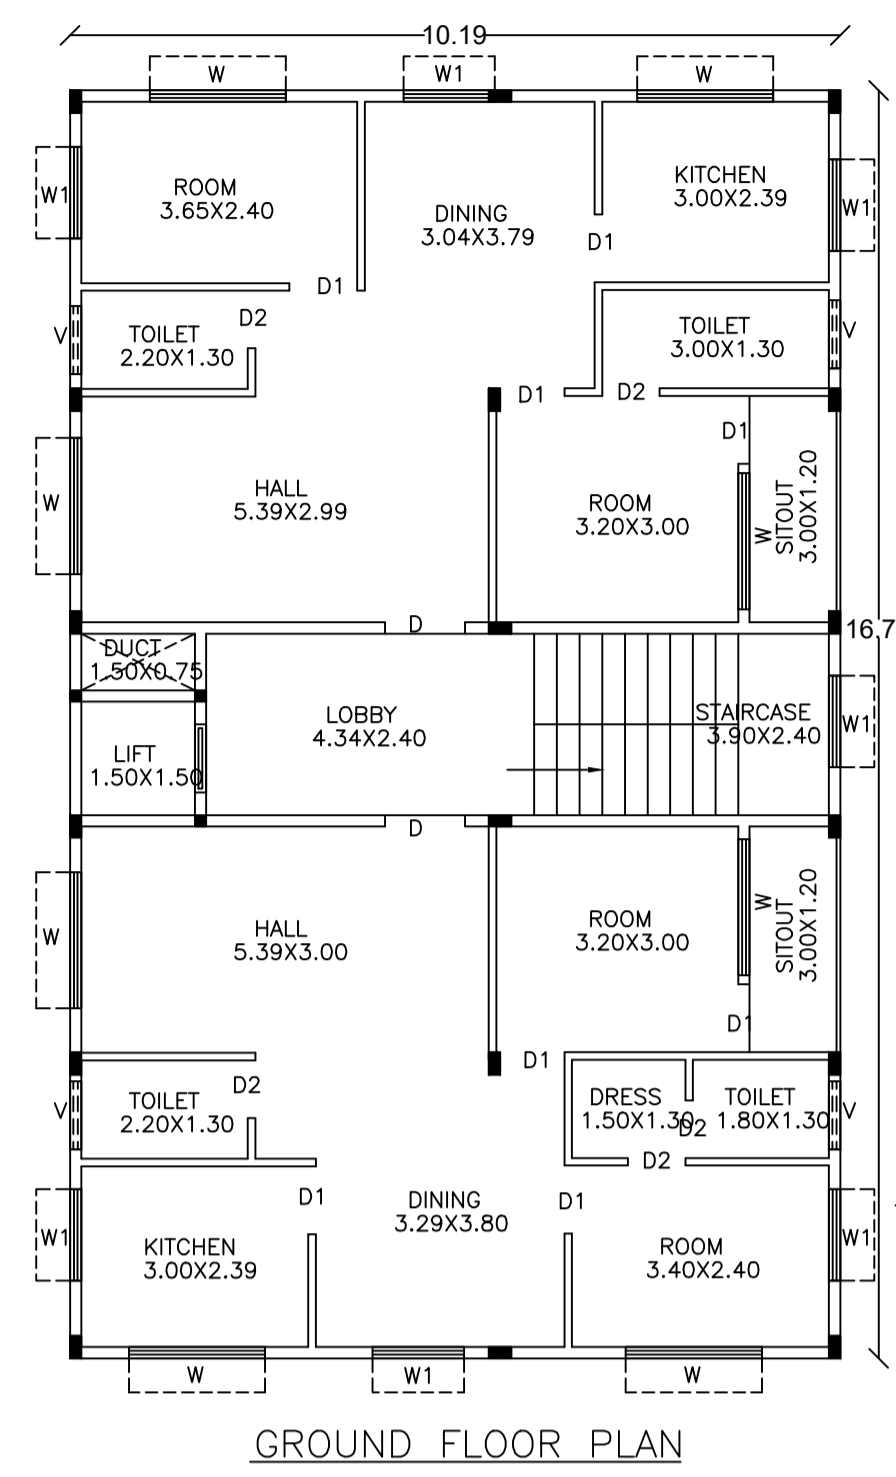 10.19
W
W1
W
W1
ROOM
3.65X2.40
DINING
3.04X3.79
KITCHEN
3.00X2.39
W1
D1
D1
D2
V
TOILET
2.20X1.30
TOILET
3.00X1.30
V
D1
D2
D1
W
HALL
5.39X2.99
ROOM
3.20X3.00
W
SITOUT
3.00X1.20
D
16.7
DUCT
1.50X0.75
LOBBY
4.34X2.40
STAIRCASE
3.90X2.40
W1
LIFT
1.50X1.50
D
W
HALL
5.39X3.00
ROOM
3.20X3.00
W
SITOUT
3.00X1.20
D1
D1
D2
V
TOILET
2.20X1.30
DRESS
1.50X1.30
D2
TOILET
1.80X1.30
V
D2
D1
D1
W1
KITCHEN
3.00X2.39
DINING
3.29X3.80
ROOM
3.40X2.40
W1
W
W1
W
GROUND FLOOR PLAN